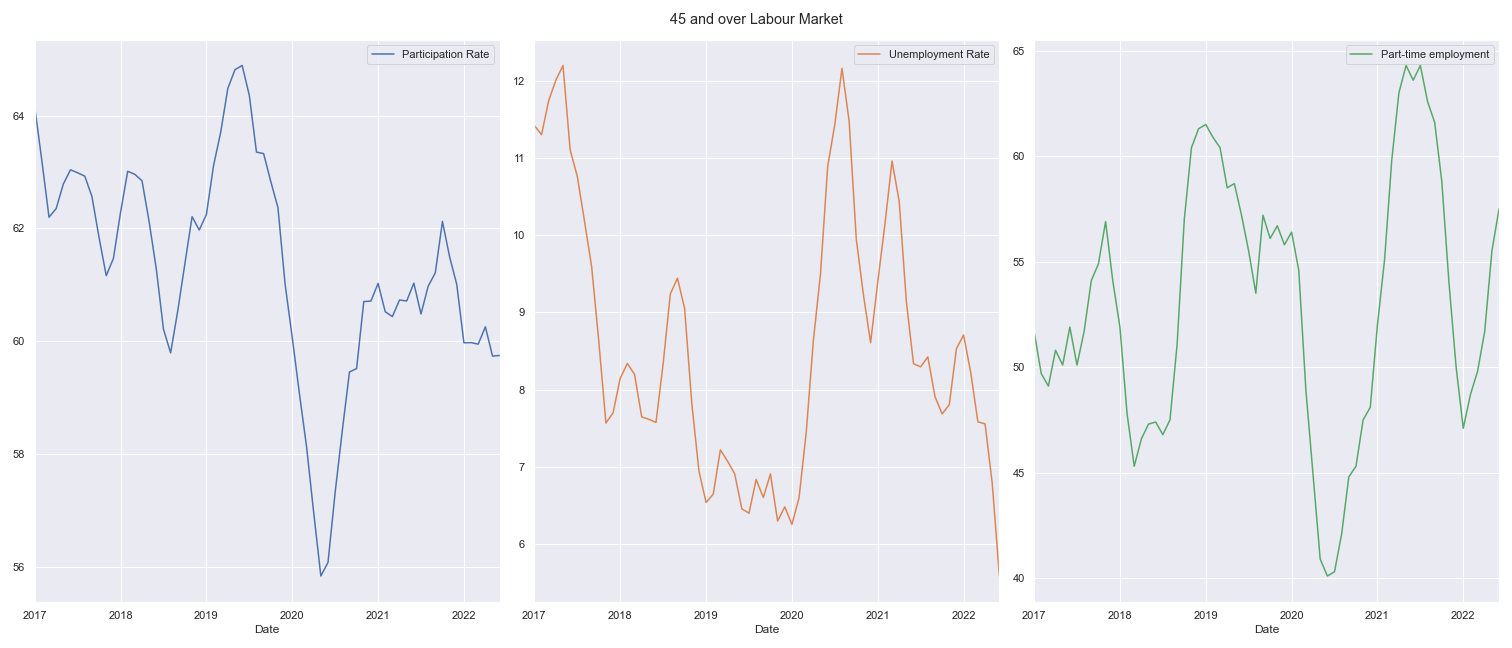 45 and over Labour Market
Participation Rate
64
62
60
58
56
2017 2018 2019 2020 2021 2022
Date
Unemployment Rate
12
11
10
9
8
7
6
2017 2018 2019 2020 2021 2022
Date
Part-time employment
65
60
55
50
45
40
2017 2018 2019 2020 2021 2022
Date